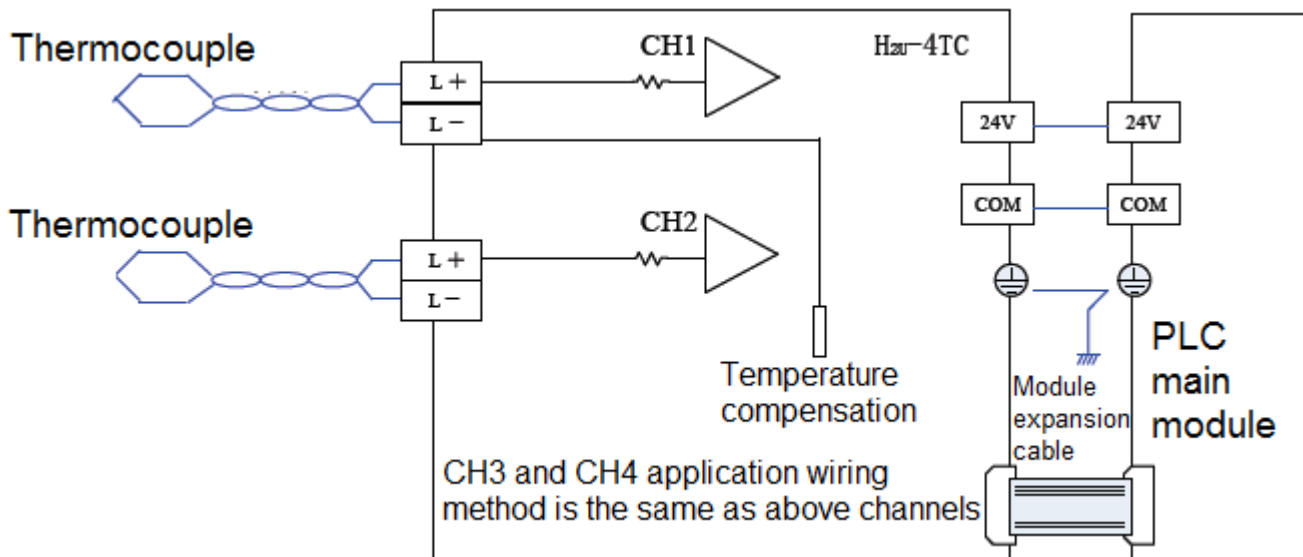 Thermocouple
L+
L-
CH1
H2U-4TC
24V
24V
COM
COM
Thermocouple
L+
L-
CH2
Temperature
compensation
Module
expansion
cable
PLC
main
module
CH3 and CH4 application wiring
method is the same as above channels